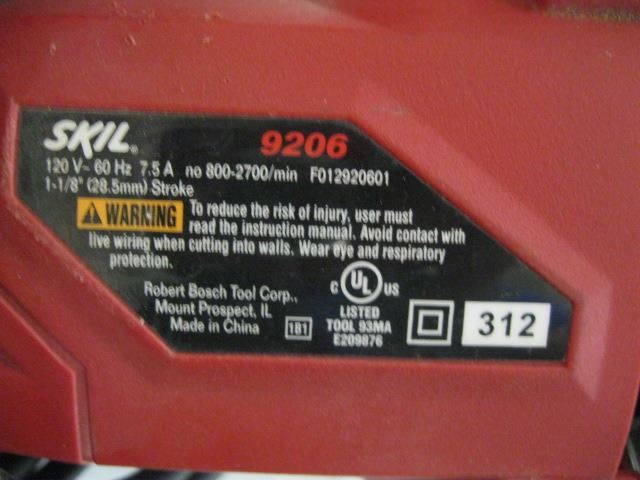 SKIL® 9206
120 V~ 60 Hz 7.5 A no 800-2700/min F012920601
1-1/8" (28.5mm) Stroke
WARNING To reduce the risk of injury, user must
read the instruction manual. Avoid contact with
live wiring when cutting into walls. Wear eye and respiratory
protection.
Robert Bosch Tool Corp.,
Mount Prospect, IL
Made in China
181
C UL US
LISTED
TOOL 93MA
E209876
312